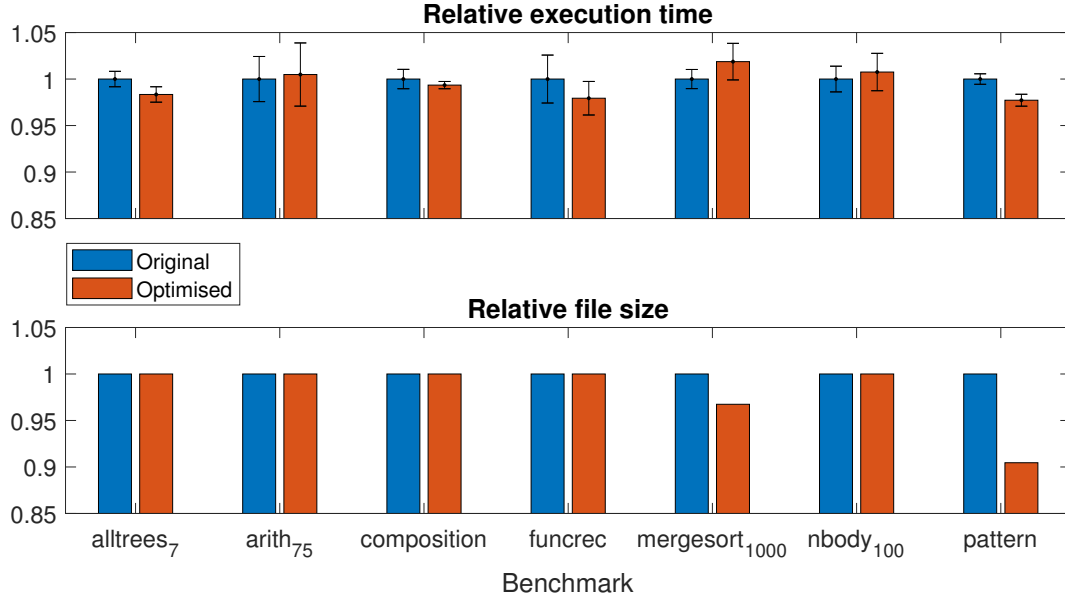 Relative execution time
1.05
1
0.95
0.9
0.85
Original
Optimised
Relative file size
1.05
1
0.95
0.9
0.85
alltrees7 arith75 composition funcrec mergesort1000 nbody100 pattern
Benchmark